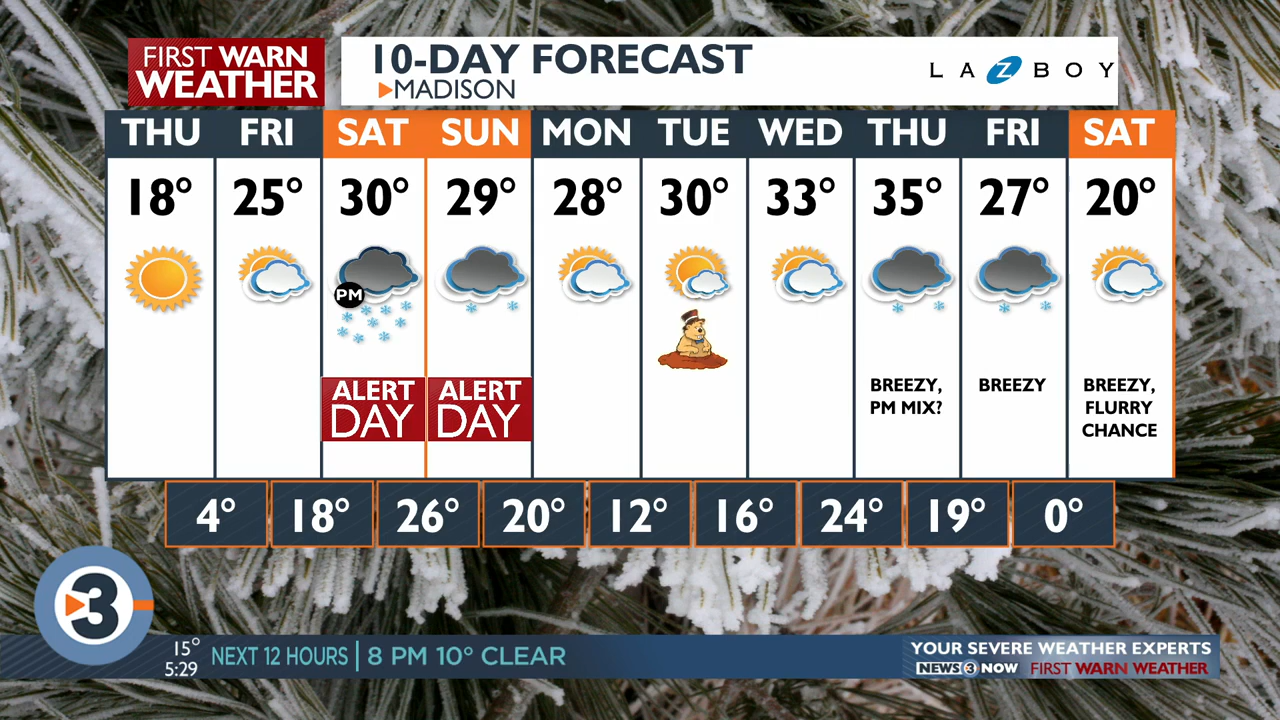 FIRST WARN
WEATHER
10-DAY FORECAST
MADISON
LA Z BOY
THU FRI SAT SUN MON TUE WED THU FRI SAT
18° 25° 30° 29° 28° 30° 33° 35° 27° 20°
PM
ALERT DAY ALERT DAY
BREEZY, PM MIX? BREEZY BREEZY, FLURRY CHANCE
4° 18° 26° 20° 12° 16° 24° 19° 0°
3
15°
5:29
NEXT 12 HOURS | 8 PM 10° CLEAR
YOUR SEVERE WEATHER EXPERTS
NEWS 3 NOW FIRST WARN WEATHER